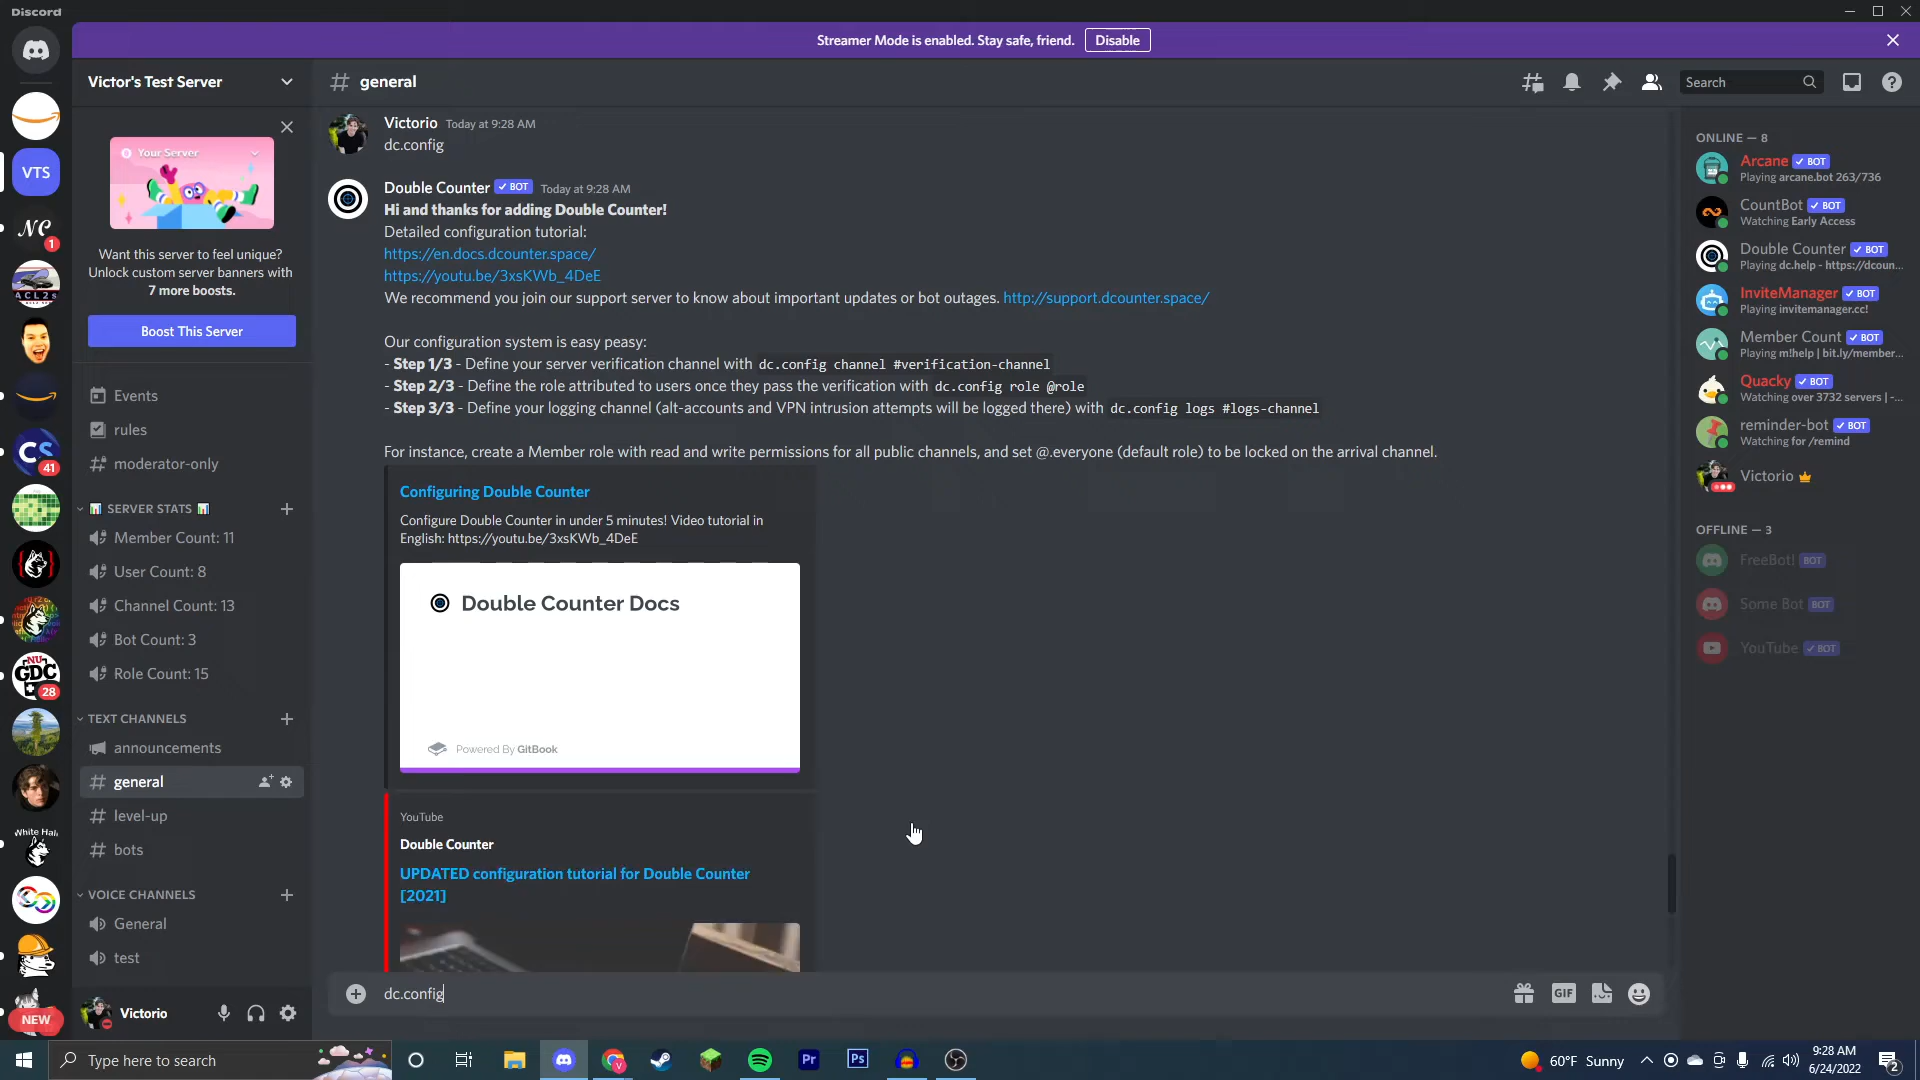 Discord
Streamer Mode is enabled. Stay safe, friend.
Disable
Victor's Test Server
general
Search
Your Server
Want this server to feel unique?
Unlock custom server banners with
7 more boosts.
Boost This Server
Events
rules
moderator-only
SERVER STATS
Member Count: 11
User Count: 8
Channel Count: 13
Bot Count: 3
Role Count: 15
TEXT CHANNELS
announcements
general
level-up
bots
VOICE CHANNELS
General
test
Victorio
VTS
NC
1
ACL2s
CS
41
NU
GDC
28
White Hall
NEW
Victorio Today at 9:28 AM
dc.config
Double Counter BOT Today at 9:28 AM
Hi and thanks for adding Double Counter!
Detailed configuration tutorial:
https://en.docs.dcounter.space/
https://youtu.be/3xsKWb_4DeE
We recommend you join our support server to know about important updates or bot outages. http://support.dcounter.space/
Our configuration system is easy peasy:
- Step 1/3 - Define your server verification channel with dc.config channel #verification-channel
- Step 2/3 - Define the role attributed to users once they pass the verification with dc.config role @role
- Step 3/3 - Define your logging channel (alt-accounts and VPN intrusion attempts will be logged there) with dc.config logs #logs-channel
For instance, create a Member role with read and write permissions for all public channels, and set @.everyone (default role) to be locked on the arrival channel.
Configuring Double Counter
Configure Double Counter in under 5 minutes! Video tutorial in
English: https://youtu.be/3xsKWb_4DeE
Double Counter Docs
Powered By GitBook
YouTube
Double Counter
UPDATED configuration tutorial for Double Counter
[2021]
dc.config
GIF
ONLINE — 8
Arcane BOT
Playing arcane.bot 263/736
CountBot BOT
Watching Early Access
Double Counter BOT
Playing dc.help - https://dcoun...
InviteManager BOT
Playing invitemanager.cc!
Member Count BOT
Playing m!help | bit.ly/member...
Quacky BOT
Watching over 3732 servers | -...
reminder-bot BOT
Watching for /remind
Victorio
OFFLINE — 3
FreeBot! BOT
Some Bot BOT
YouTube BOT
Type here to search
Pr
Ps
60°F Sunny
9:28 AM
6/24/2022
2